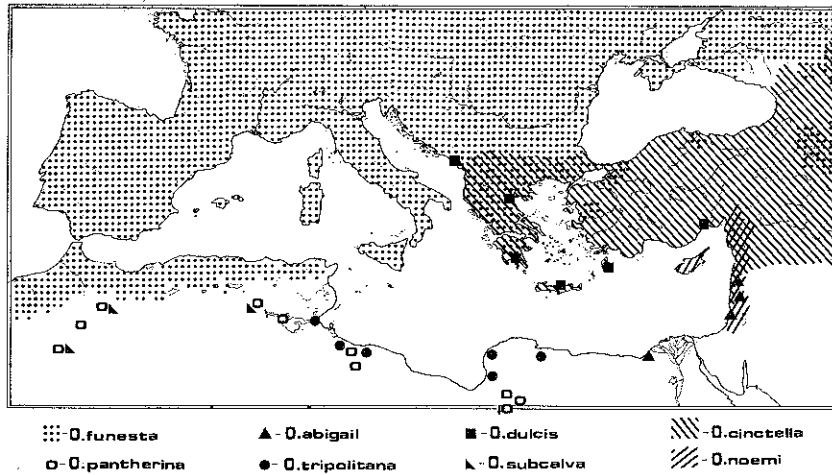 -O.funesta -O.abigail -O.dulcis -O.cinctella
-O.pantherina -O.tripolitana -O.subcalva -O.noemi